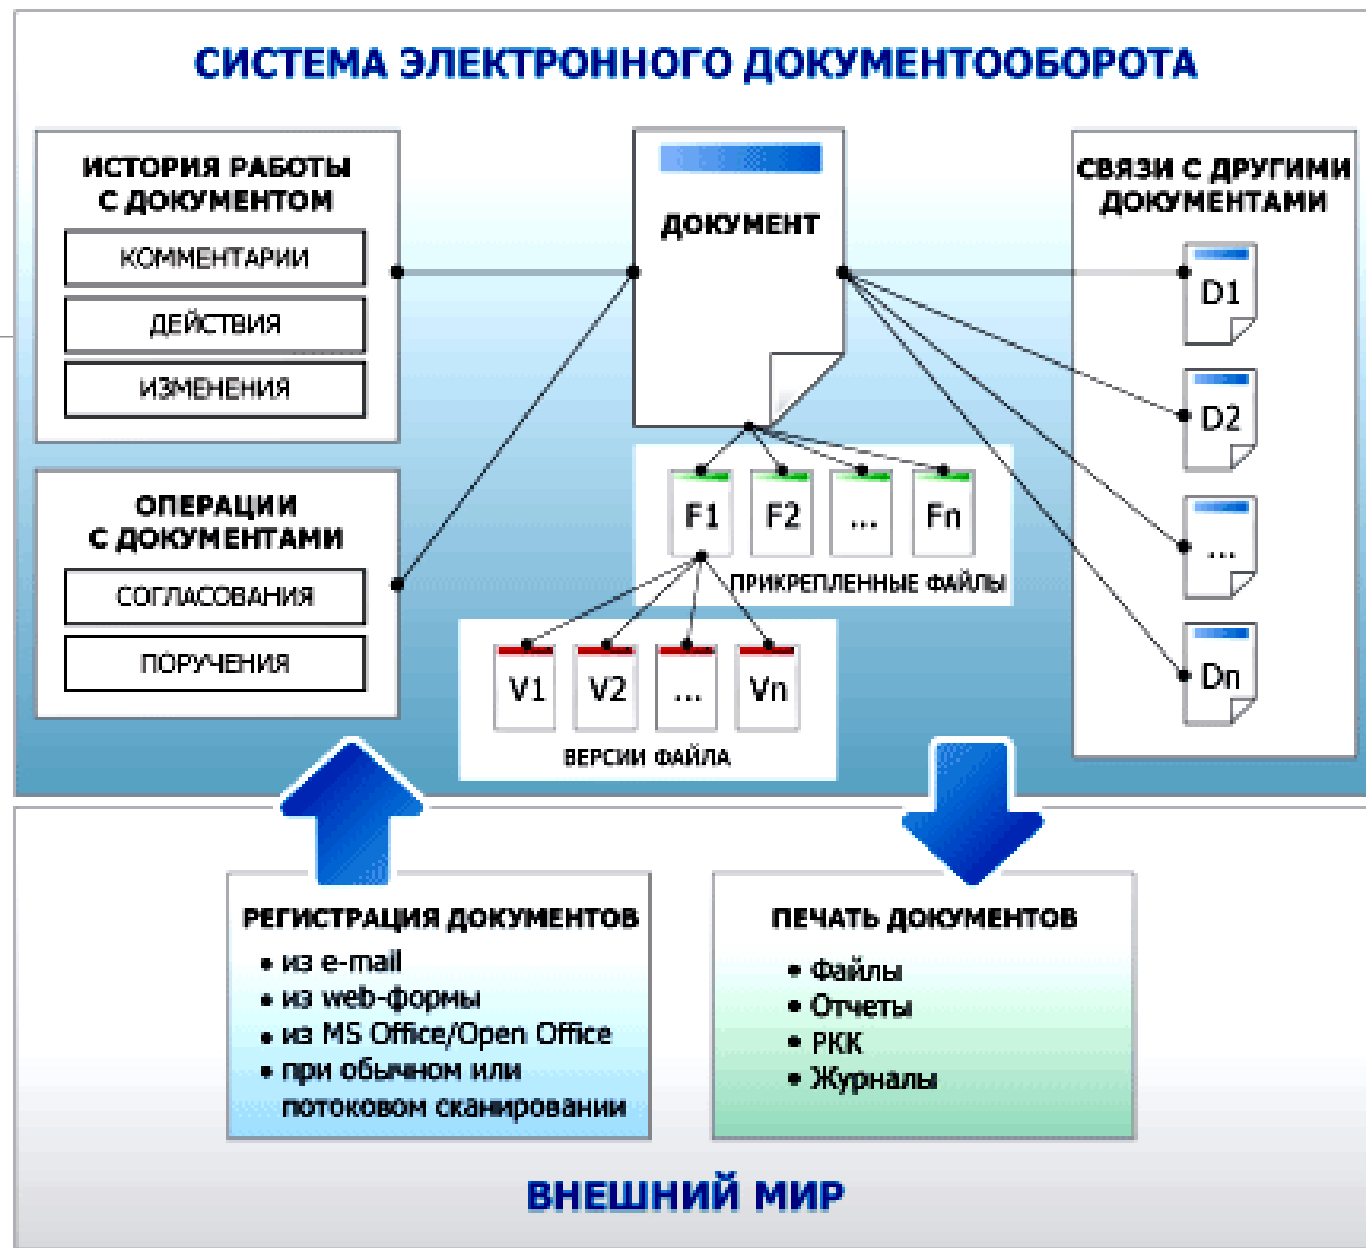 СИСТЕМА ЭЛЕКТРОННОГО ДОКУМЕНТООБОРОТА
ИСТОРИЯ РАБОТЫ
С ДОКУМЕНТОМ
КОММЕНТАРИИ
ДЕЙСТВИЯ
ИЗМЕНЕНИЯ
ОПЕРАЦИИ
С ДОКУМЕНТАМИ
СОГЛАСОВАНИЯ
ПОРУЧЕНИЯ
ДОКУМЕНТ
F1 F2 ... Fn
ПРИКРЕПЛЕННЫЕ ФАЙЛЫ
V1 V2 ... Vn
ВЕРСИИ ФАЙЛА
СВЯЗИ С ДРУГИМИ
ДОКУМЕНТАМИ
D1
D2
...
Dn
РЕГИСТРАЦИЯ ДОКУМЕНТОВ
• из e-mail
• из web-формы
• из MS Office/Open Office
• при обычном или
потоковом сканировании
ПЕЧАТЬ ДОКУМЕНТОВ
• Файлы
• Отчеты
• РКК
• Журналы
ВНЕШНИЙ МИР